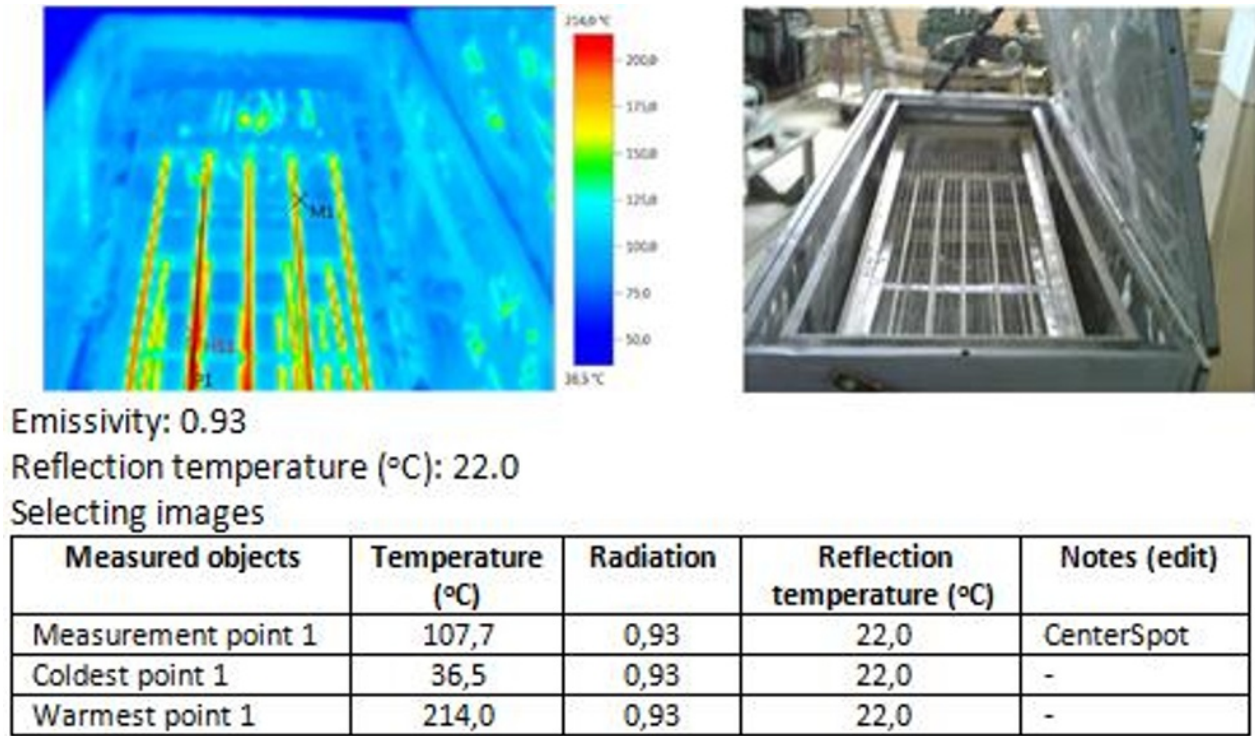 214,0 °C
200,0
175,0
150,0
125,0
100,0
75,0
50,0
36,5 °C
M1
HS1
P1
Emissivity: 0.93
Reflection temperature (°C): 22.0
Selecting images
Measured objects Temperature (°C) Radiation Reflection temperature (°C) Notes (edit)
Measurement point 1 107,7 0,93 22,0 CenterSpot
Coldest point 1 36,5 0,93 22,0 -
Warmest point 1 214,0 0,93 22,0 -